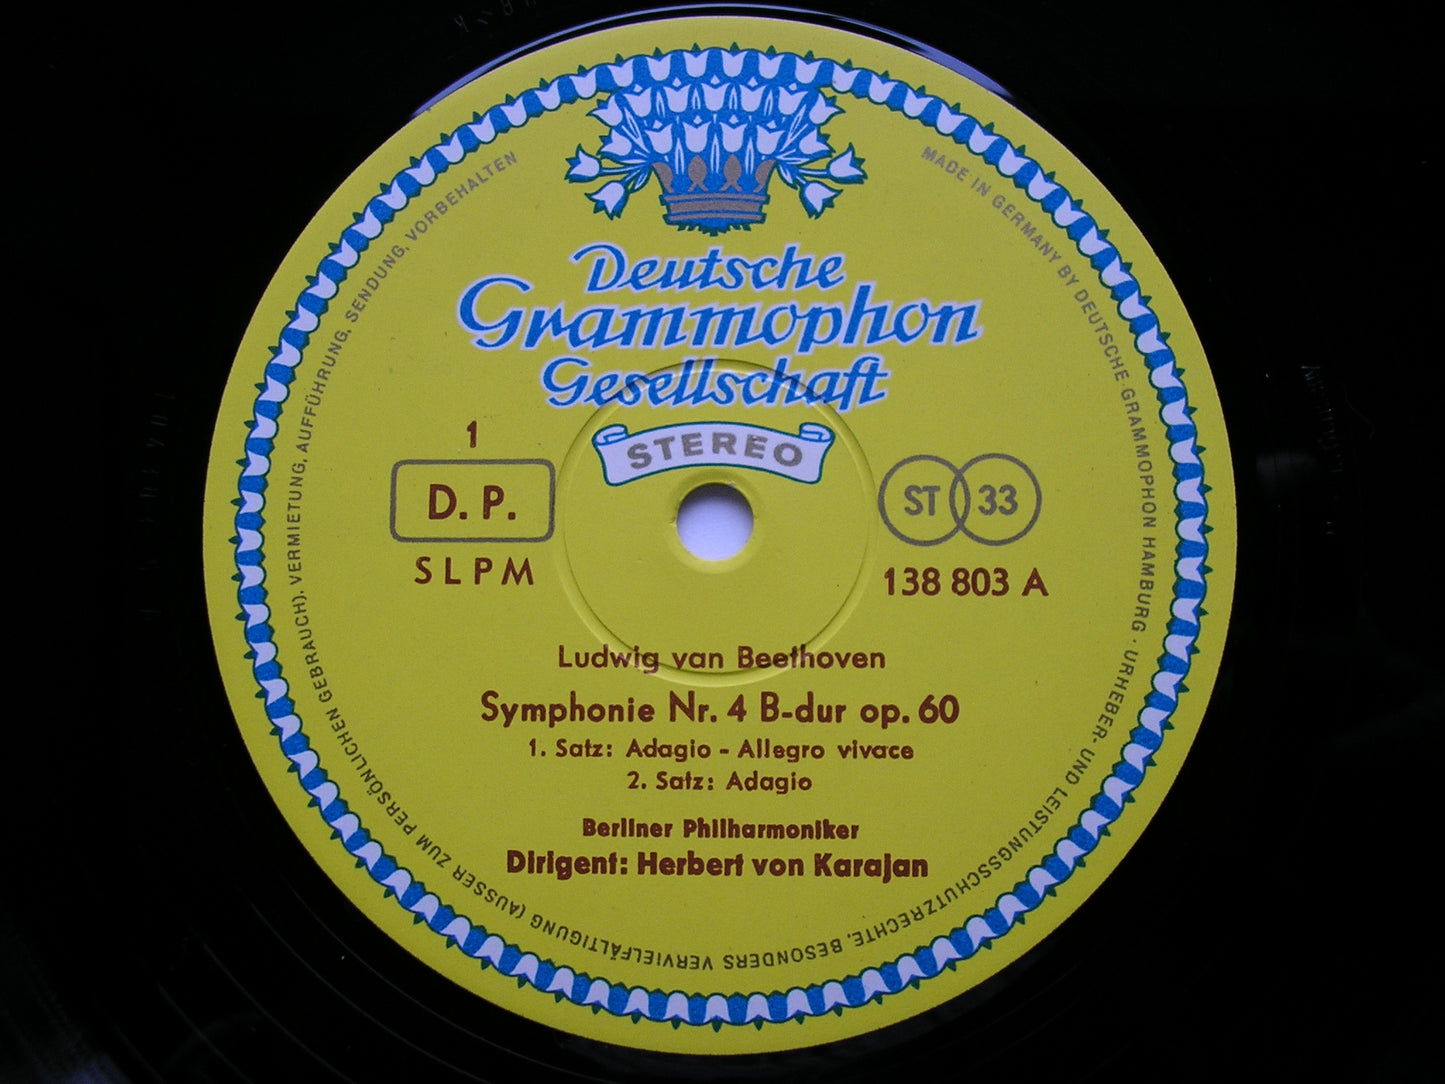 Deutsche
Grammophon
Gesellschaft
STEREO
1
D. P.
SLPM
ST 33
138 803 A
Ludwig van Beethoven
Symphonie Nr. 4 B-dur op. 60
1. Satz: Adagio - Allegro vivace
2. Satz: Adagio
Berliner Philharmoniker
Dirigent: Herbert von Karajan
MADE IN GERMANY BY DEUTSCHE GRAMMOPHON HAMBURG · URHEBER- UND LEISTUNGSSCHUTZRECHTE, BESONDERS VERVIELFÄLTIGUNG (AUSSER ZUM PERSÖNLICHEN GEBRAUCH), VERMIETUNG, AUFFÜHRUNG, SENDUNG, VORBEHALTEN